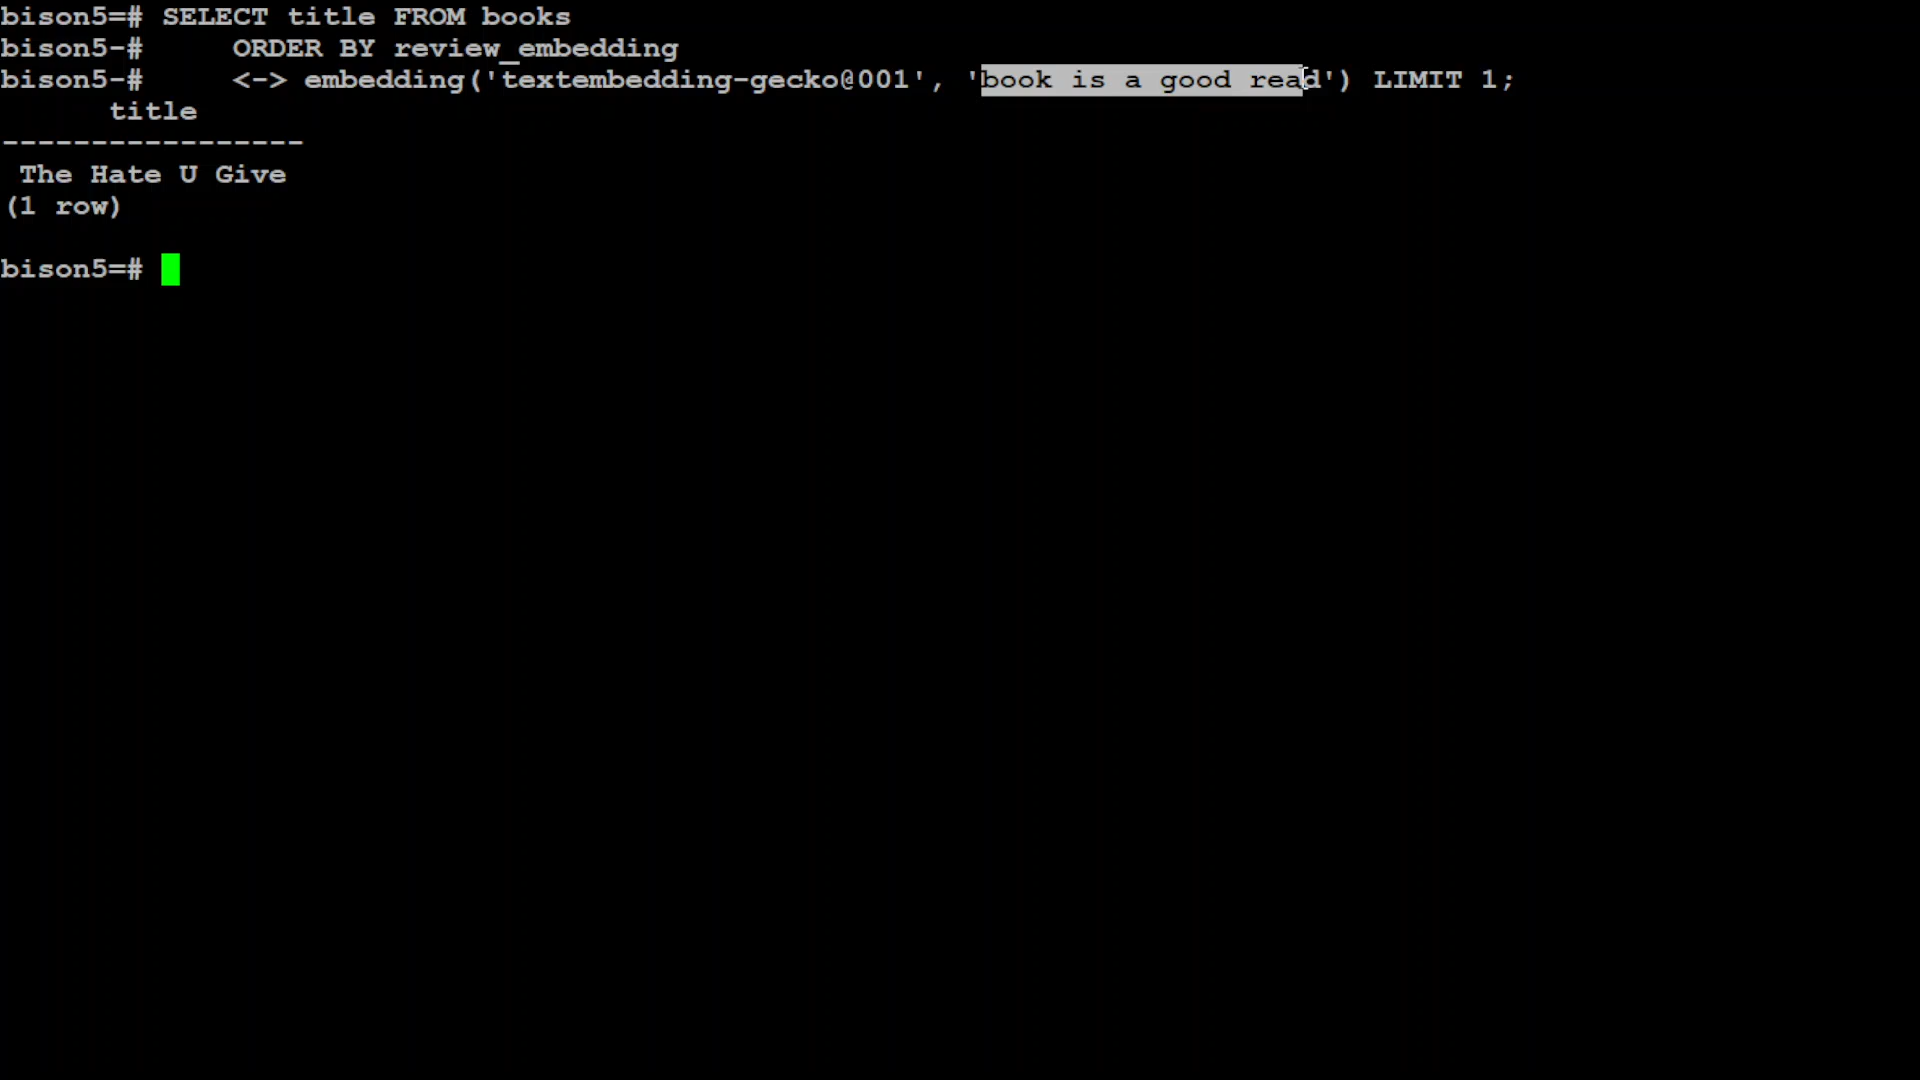 bison5=# SELECT title FROM books
bison5-#     ORDER BY review_embedding
bison5-#     <-> embedding('textembedding-gecko@001', 'book is a good read') LIMIT 1;
      title
-----------------
 The Hate U Give
(1 row)
bison5=#